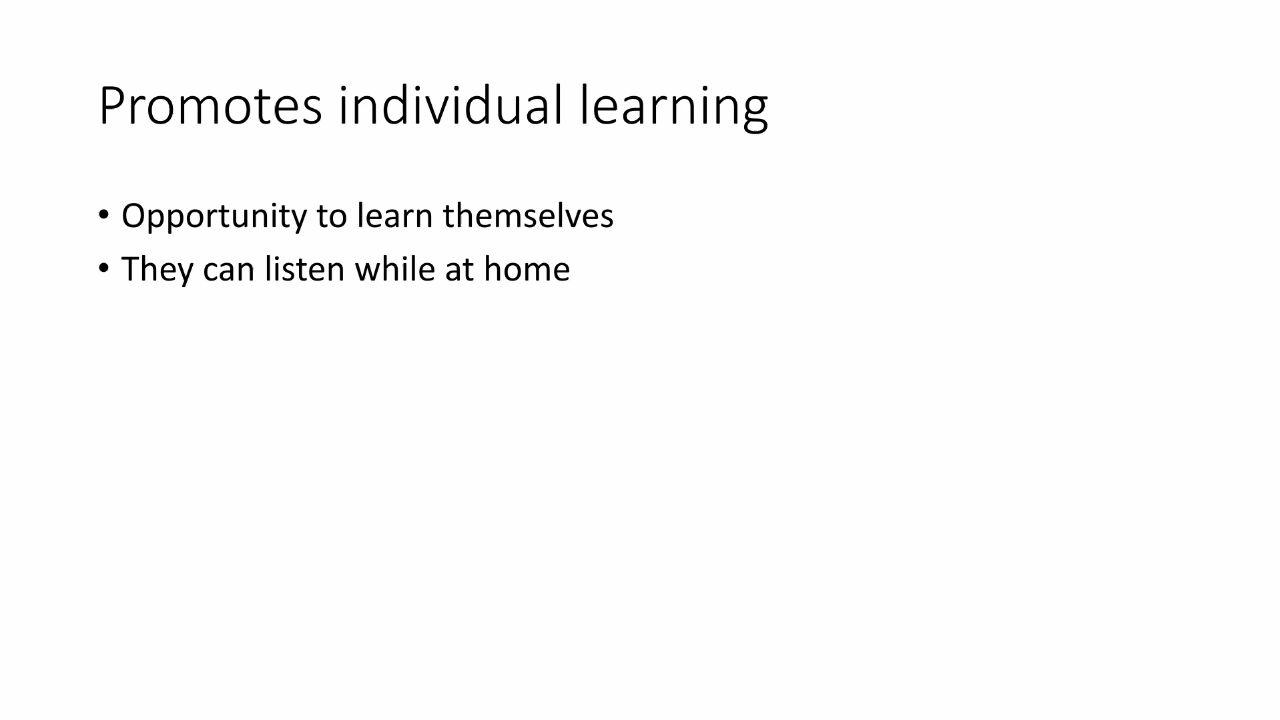 Promotes individual learning
• Opportunity to learn themselves
• They can listen while at home